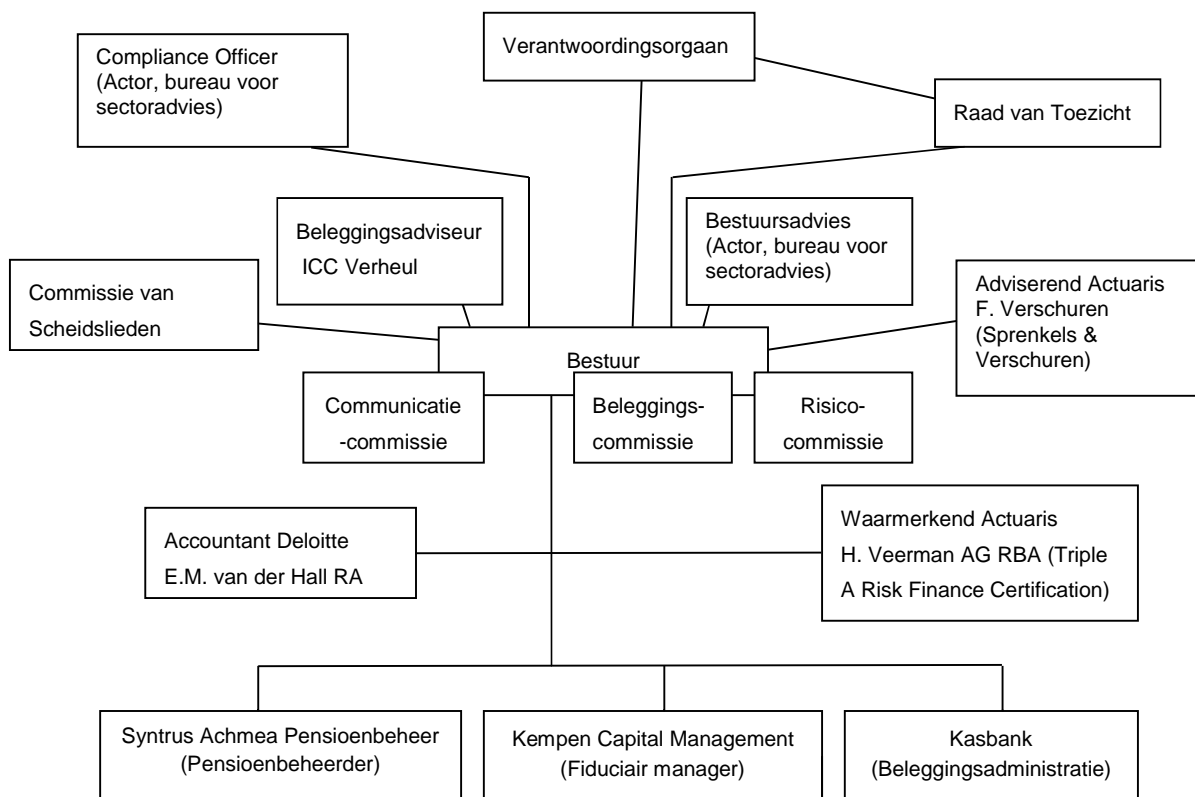 Verantwoordingsorgaan
Compliance Officer
(Actor, bureau voor
sectoradvies)
Raad van Toezicht
Beleggingsadviseur
ICC Verheul
Bestuursadvies
(Actor, bureau voor
sectoradvies)
Commissie van
Scheidslieden
Adviserend Actuaris
F. Verschuren
(Sprenkels &
Verschuren)
Bestuur
Communicatie
-commissie
Beleggings-
commissie
Risico-
commissie
Accountant Deloitte
E.M. van der Hall RA
Waarmerkend Actuaris
H. Veerman AG RBA (Triple
A Risk Finance Certification)
Syntrus Achmea Pensioenbeheer
(Pensioenbeheerder)
Kempen Capital Management
(Fiduciair manager)
Kasbank
(Beleggingsadministratie)